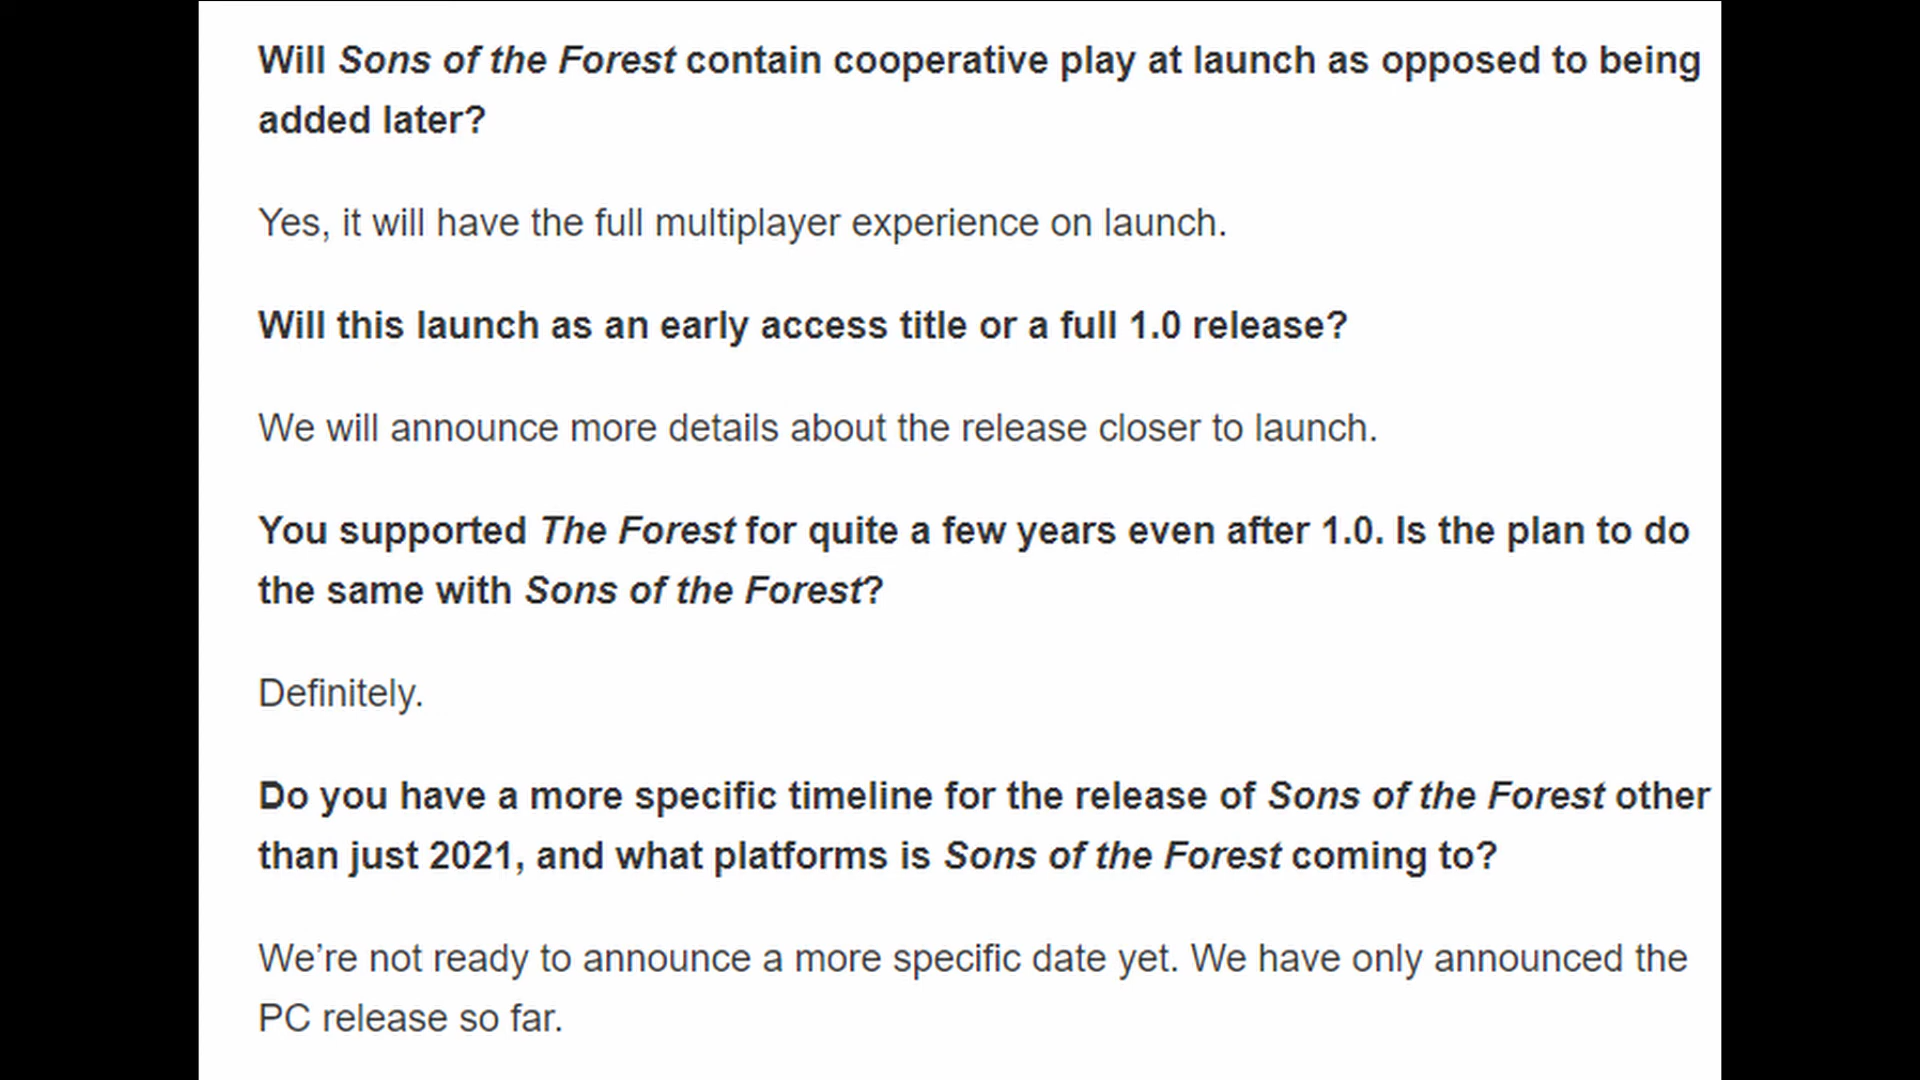 Will Sons of the Forest contain cooperative play at launch as opposed to being
added later?
Yes, it will have the full multiplayer experience on launch.
Will this launch as an early access title or a full 1.0 release?
We will announce more details about the release closer to launch.
You supported The Forest for quite a few years even after 1.0. Is the plan to do
the same with Sons of the Forest?
Definitely.
Do you have a more specific timeline for the release of Sons of the Forest other
than just 2021, and what platforms is Sons of the Forest coming to?
We’re not ready to announce a more specific date yet. We have only announced the
PC release so far.